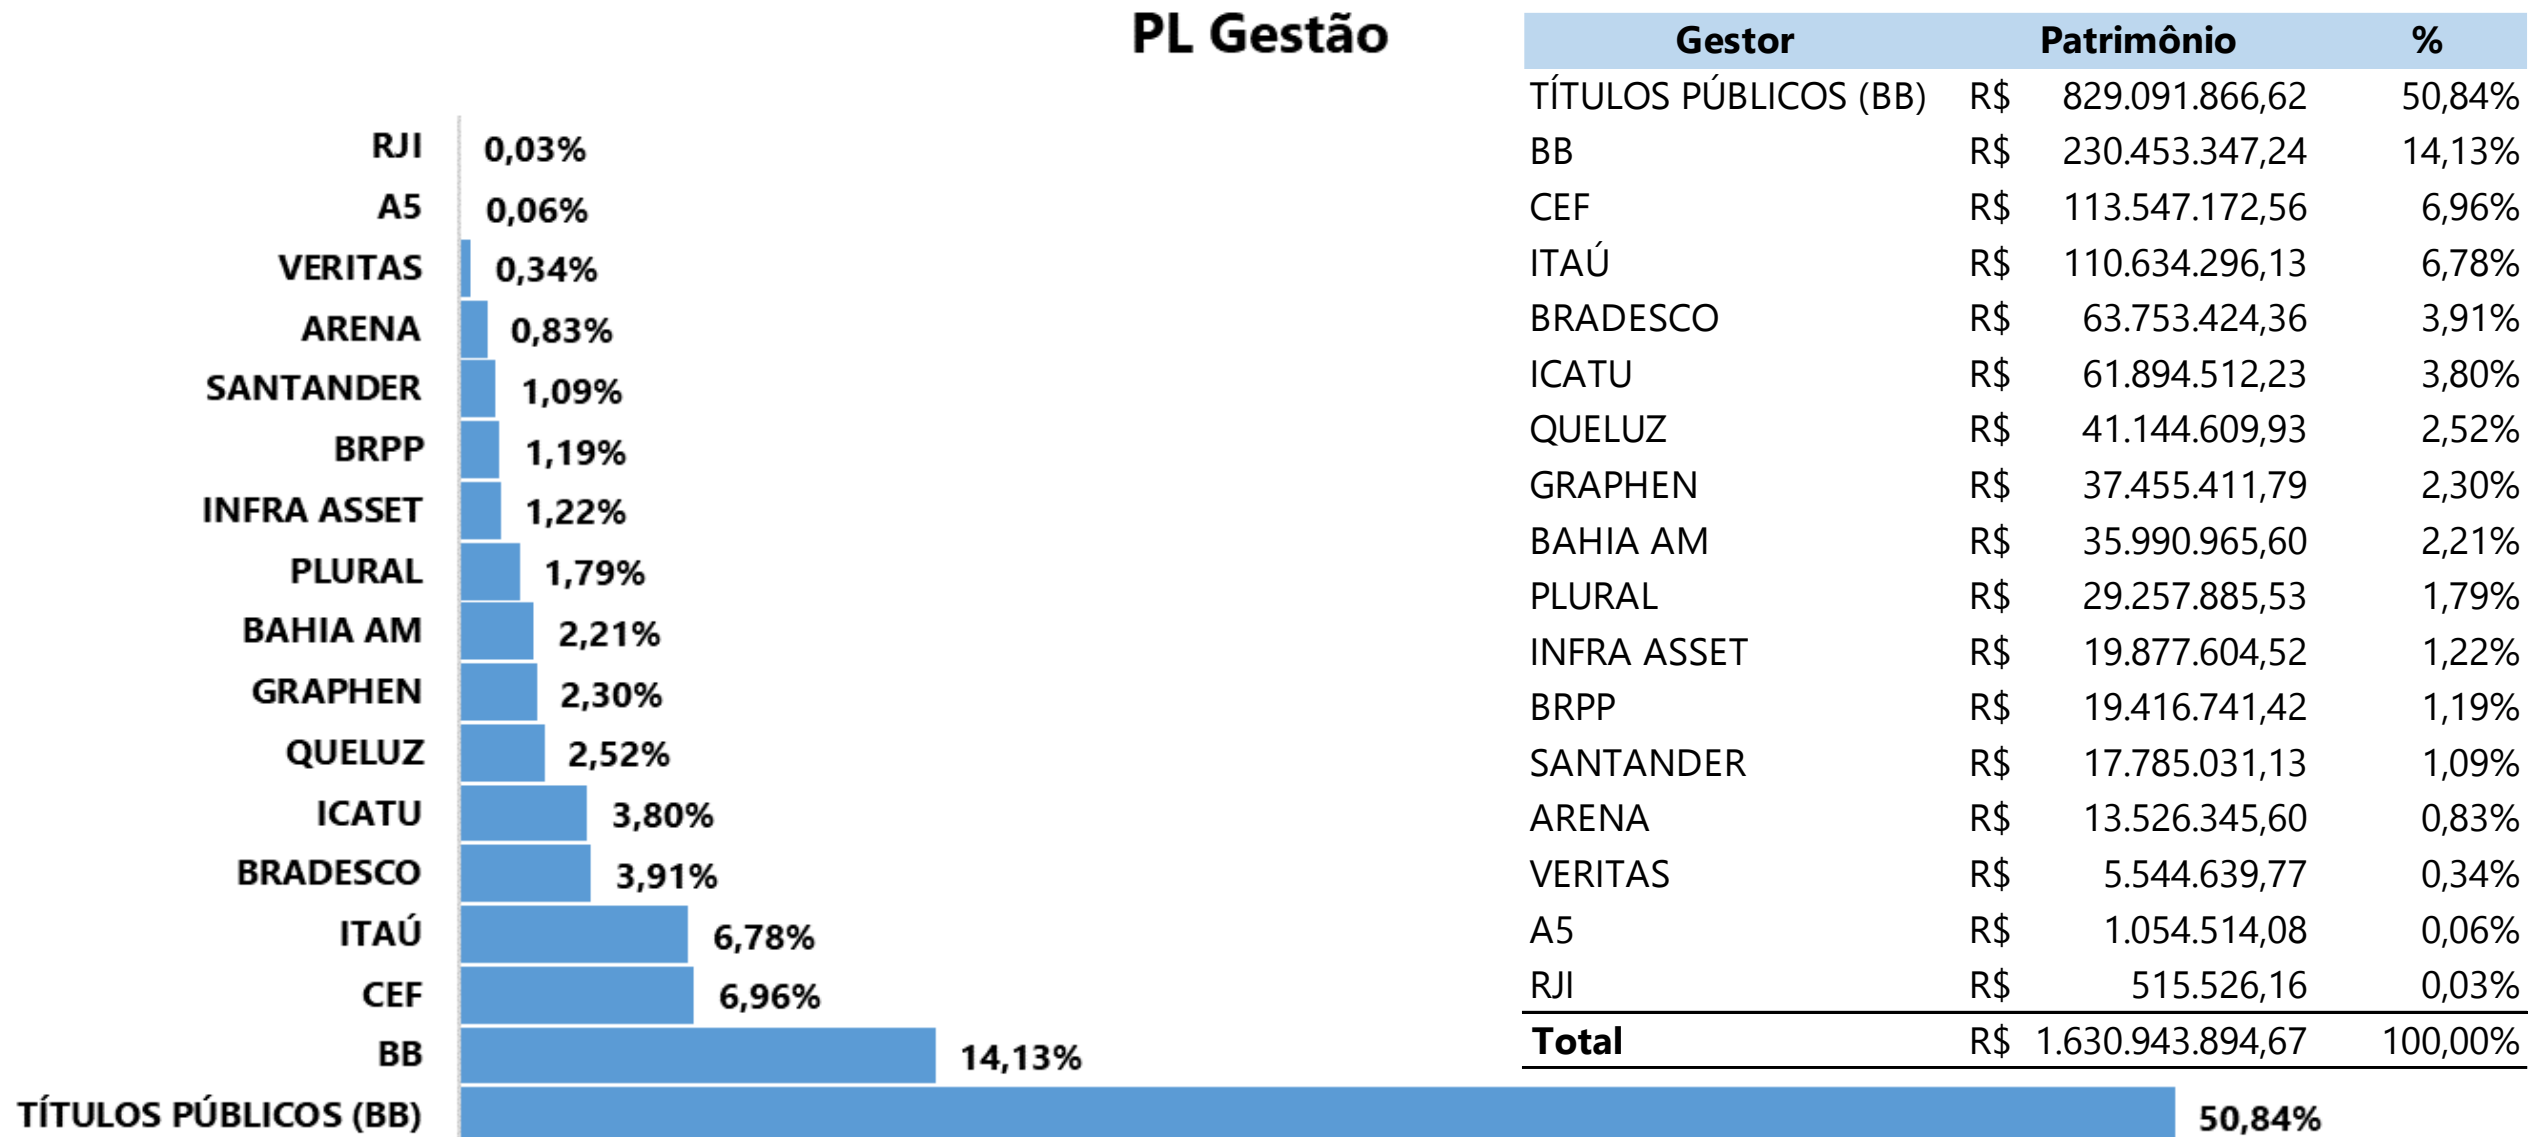 PL Gestão
RJI 0,03%
A5 0,06%
VERITAS 0,34%
ARENA 0,83%
SANTANDER 1,09%
BRPP 1,19%
INFRA ASSET 1,22%
PLURAL 1,79%
BAHIA AM 2,21%
GRAPHEN 2,30%
QUELUZ 2,52%
ICATU 3,80%
BRADESCO 3,91%
ITAÚ 6,78%
CEF 6,96%
BB 14,13%
TÍTULOS PÚBLICOS (BB) 50,84%
Gestor Patrimônio %
TÍTULOS PÚBLICOS (BB) R$ 829.091.866,62 50,84%
BB R$ 230.453.347,24 14,13%
CEF R$ 113.547.172,56 6,96%
ITAÚ R$ 110.634.296,13 6,78%
BRADESCO R$ 63.753.424,36 3,91%
ICATU R$ 61.894.512,23 3,80%
QUELUZ R$ 41.144.609,93 2,52%
GRAPHEN R$ 37.455.411,79 2,30%
BAHIA AM R$ 35.990.965,60 2,21%
PLURAL R$ 29.257.885,53 1,79%
INFRA ASSET R$ 19.877.604,52 1,22%
BRPP R$ 19.416.741,42 1,19%
SANTANDER R$ 17.785.031,13 1,09%
ARENA R$ 13.526.345,60 0,83%
VERITAS R$ 5.544.639,77 0,34%
A5 R$ 1.054.514,08 0,06%
RJI R$ 515.526,16 0,03%
Total R$ 1.630.943.894,67 100,00%